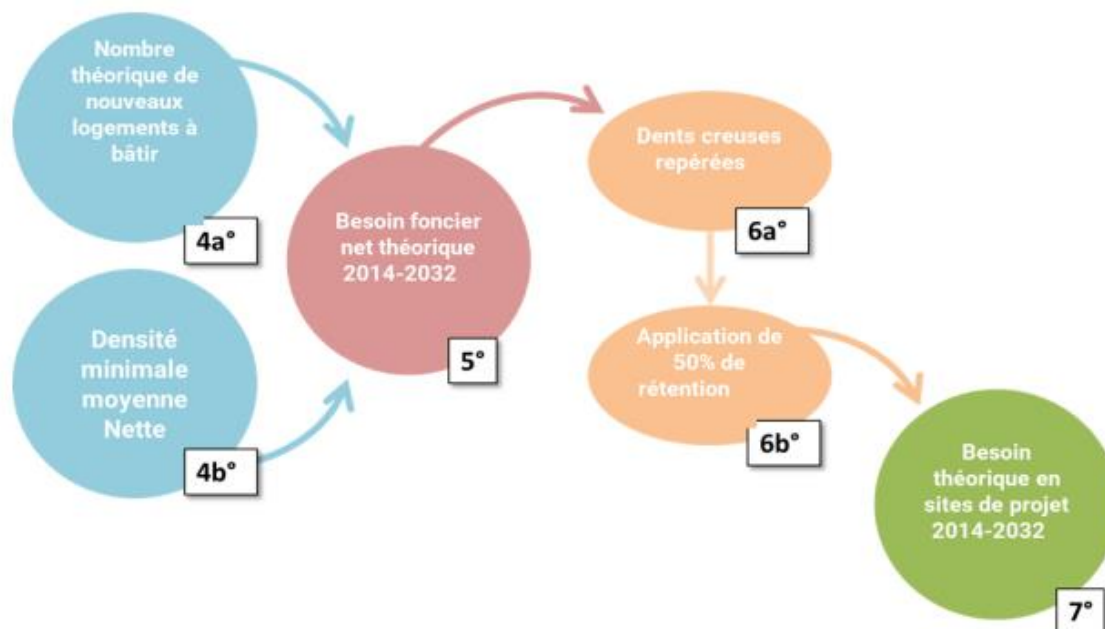 Nombre
théorique de
nouveaux
logements à
bâtir
4a°
Densité
minimale
moyenne
Nette
4b°
Besoin foncier
net théorique
2014-2032
5°
Dents creuses
repérées
6a°
Application de
50% de
rétention
6b°
Besoin
théorique en
sites de projet
2014-2032
7°